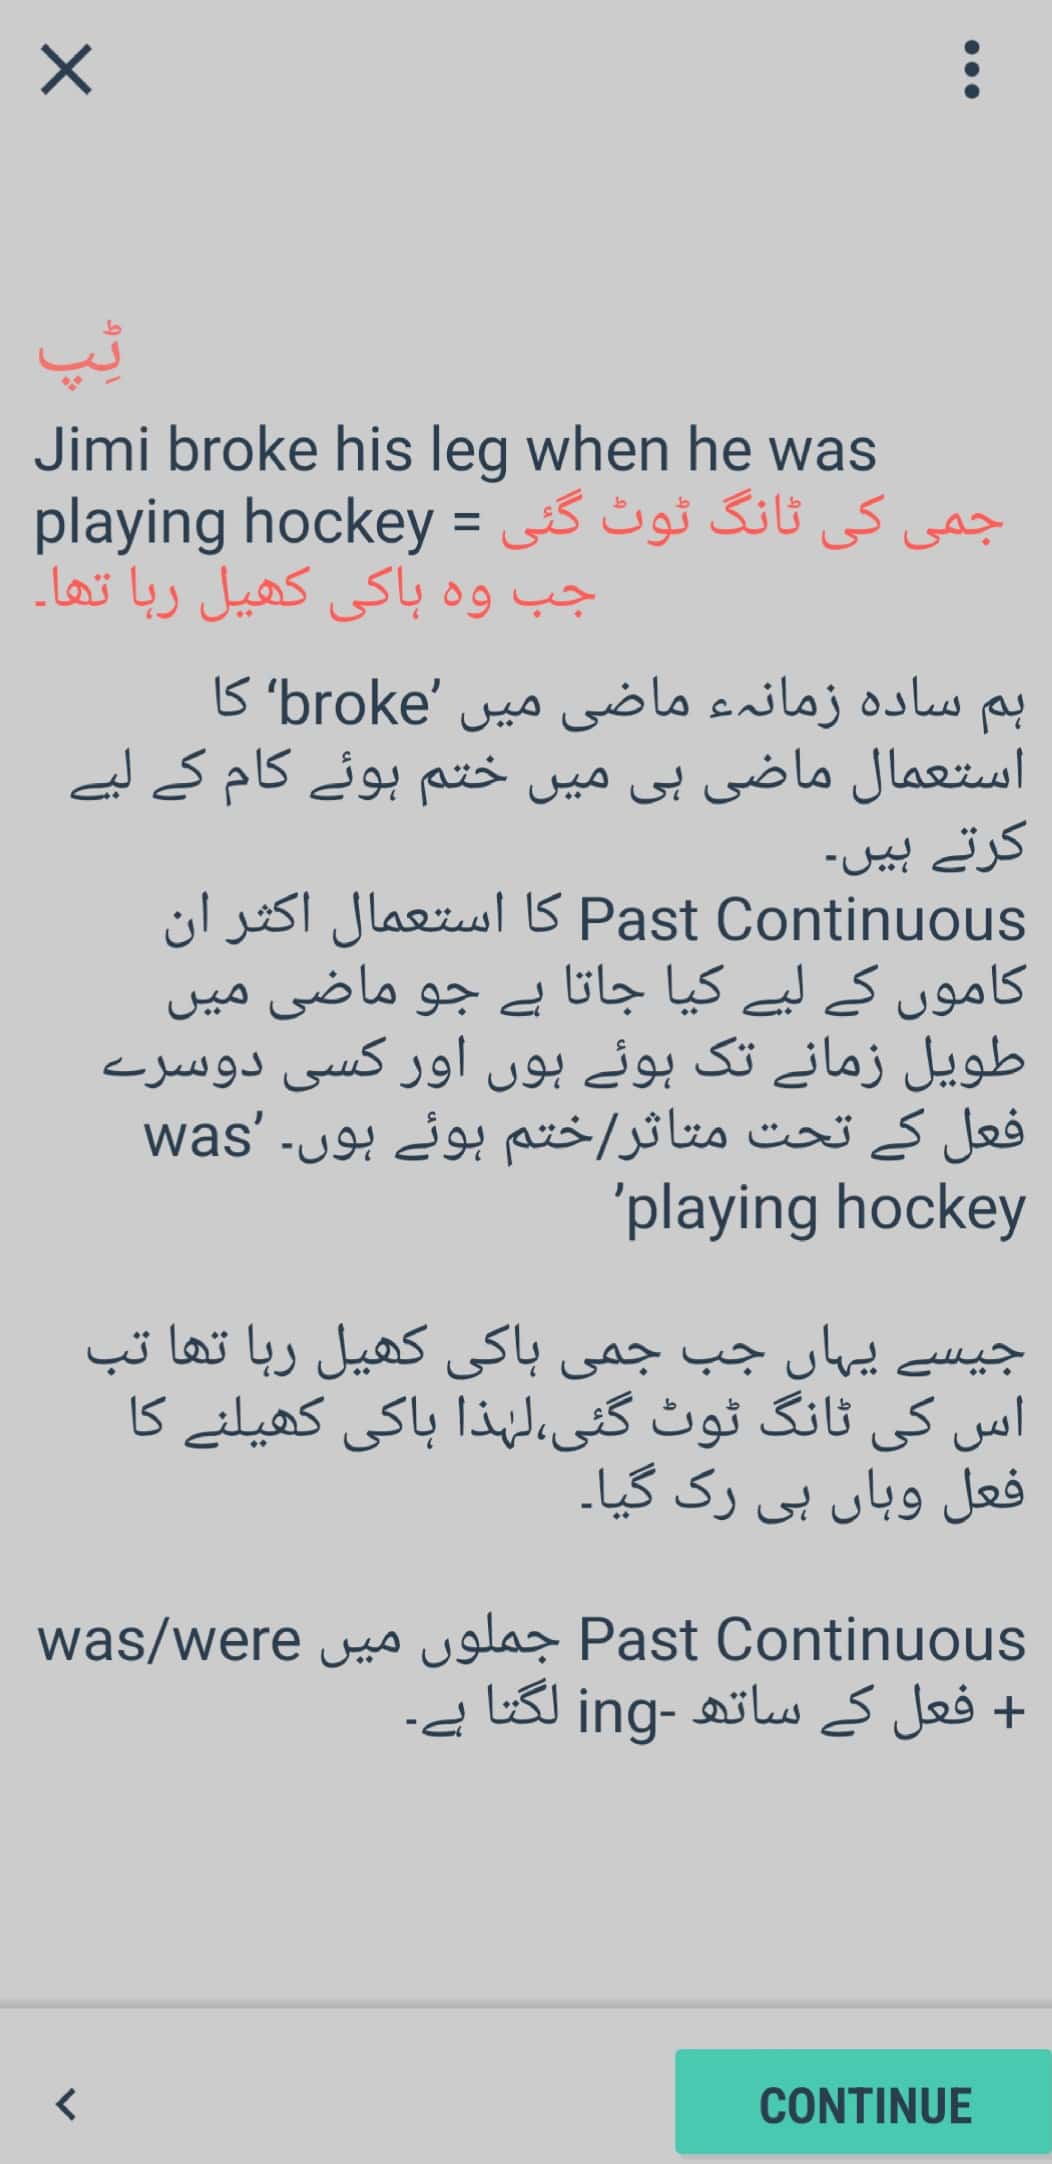 ٹِپ
Jimi broke his leg when he was
playing hockey = جمی کی ٹانگ ٹوٹ گئی
جب وہ ہاکی کھیل رہا تھا۔
ہم سادہ زمانہء ماضی میں ’broke‘ کا
استعمال ماضی ہی میں ختم ہوئے کام کے لیے
کرتے ہیں۔
Past Continuous کا استعمال اکثر ان
کاموں کے لیے کیا جاتا ہے جو ماضی میں
طویل زمانے تک ہوئے ہوں اور کسی دوسرے
فعل کے تحت متاثر/ختم ہوئے ہوں۔ ’was
playing hockey’
جیسے یہاں جب جمی ہاکی کھیل رہا تھا تب
اس کی ٹانگ ٹوٹ گئی،لہٰذا ہاکی کھیلنے کا
فعل وہاں ہی رک گیا۔
Past Continuous جملوں میں was/were
+ فعل کے ساتھ -ing لگتا ہے۔
CONTINUE